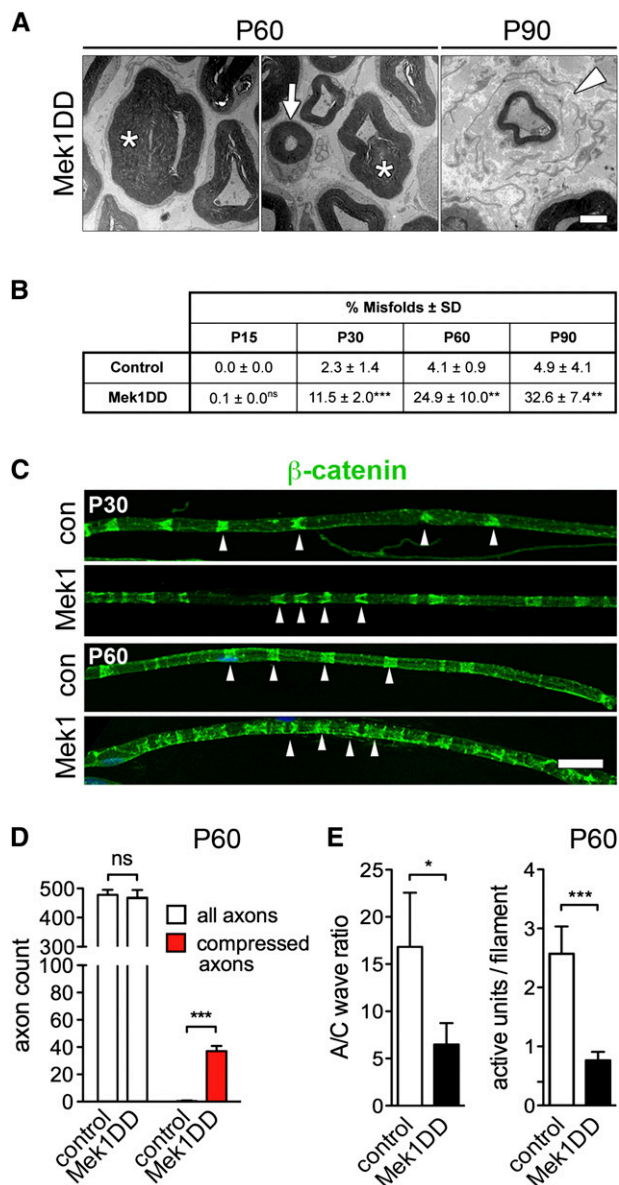 A
P60 P90
Mek1DD
*
*
B
% Misfolds ± SD
P15 P30 P60 P90
Control 0.0 ± 0.0 2.3 ± 1.4 4.1 ± 0.9 4.9 ± 4.1
Mek1DD 0.1 ± 0.0ns 11.5 ± 2.0*** 24.9 ± 10.0** 32.6 ± 7.4**
C
β-catenin
P30
con
Mek1
P60
con
Mek1
D P60
ns
500
400
300
100
80
60
40
20
0
axon count
all axons
compressed
axons
***
control
Mek1DD
control
Mek1DD
E P60
25
20
15
10
5
0
A/C wave ratio
*
control
Mek1DD
4
3
2
1
0
active units / filament
***
control
Mek1DD